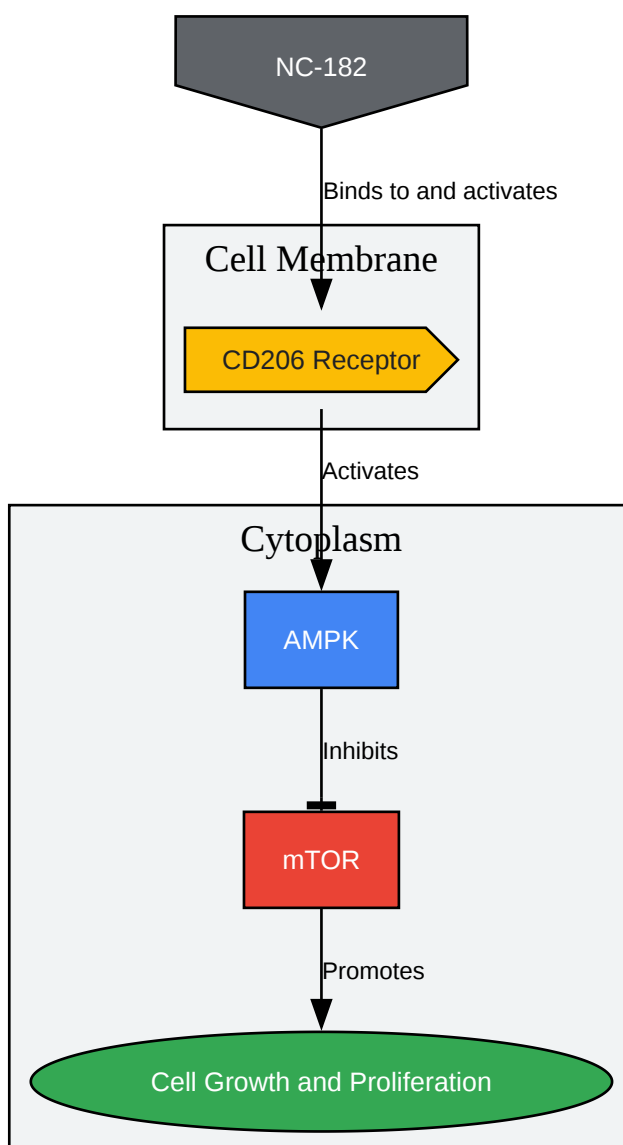 NC-182
Binds to and activates
Cell Membrane
CD206 Receptor
Activates
Cytoplasm
AMPK
Inhibits
mTOR
Promotes
Cell Growth and Proliferation